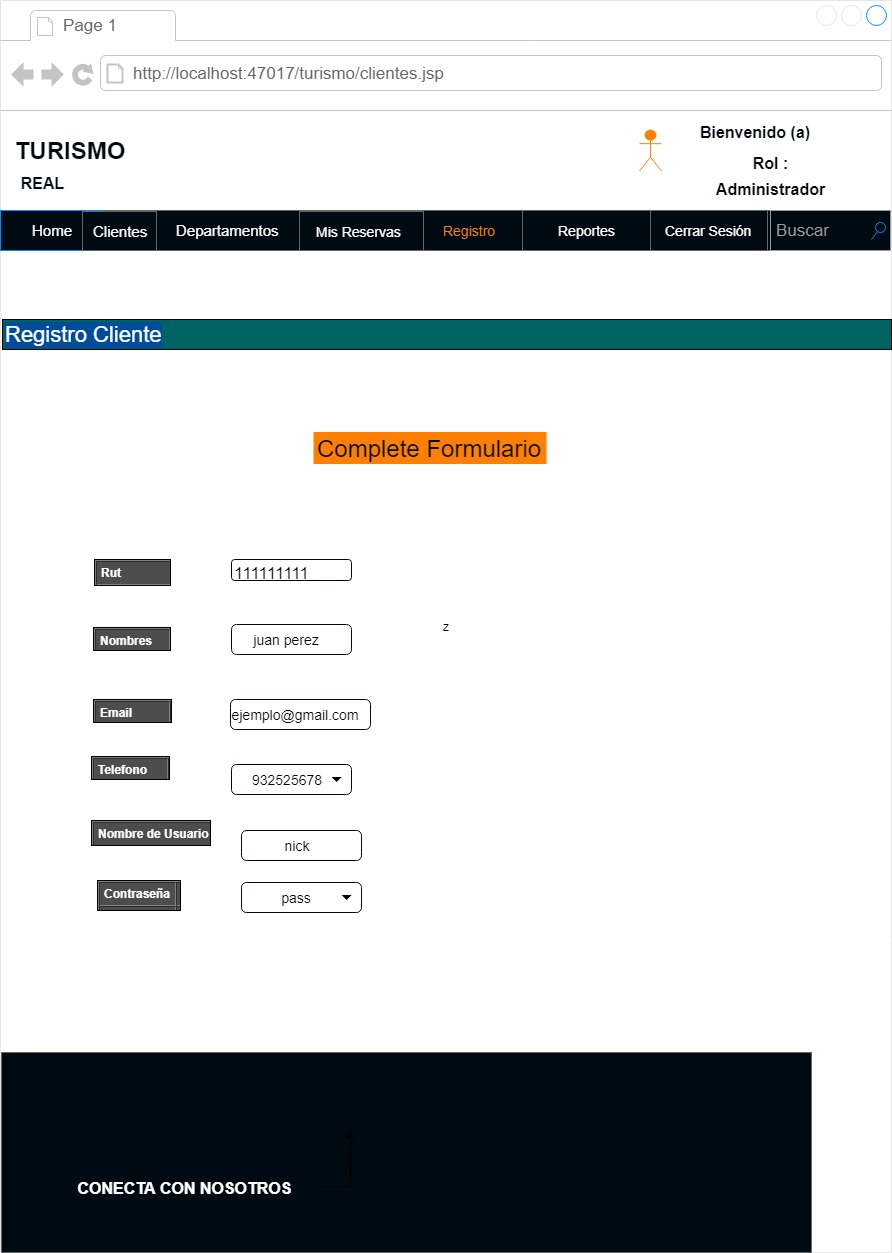 Page 1
http://localhost:47017/turismo/clientes.jsp
TURISMO
REAL
Bienvenido (a)
Rol :
Administrador
Home Clientes Departamentos Mis Reservas Registro Reportes Cerrar Sesión Buscar
Registro Cliente
Complete Formulario
Rut 111111111
z
Nombres juan perez
Email ejemplo@gmail.com
Telefono 932525678
Nombre de Usuario nick
Contraseña pass
CONECTA CON NOSOTROS